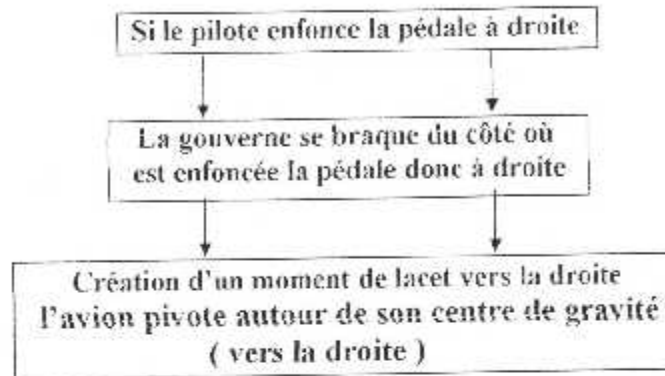 Si le pilote enfonce la pédale à droite
La gouverne se braque du côté où
est enfoncée la pédale donc à droite
Création d'un moment de lacet vers la droite
l'avion pivote autour de son centre de gravité
( vers la droite )